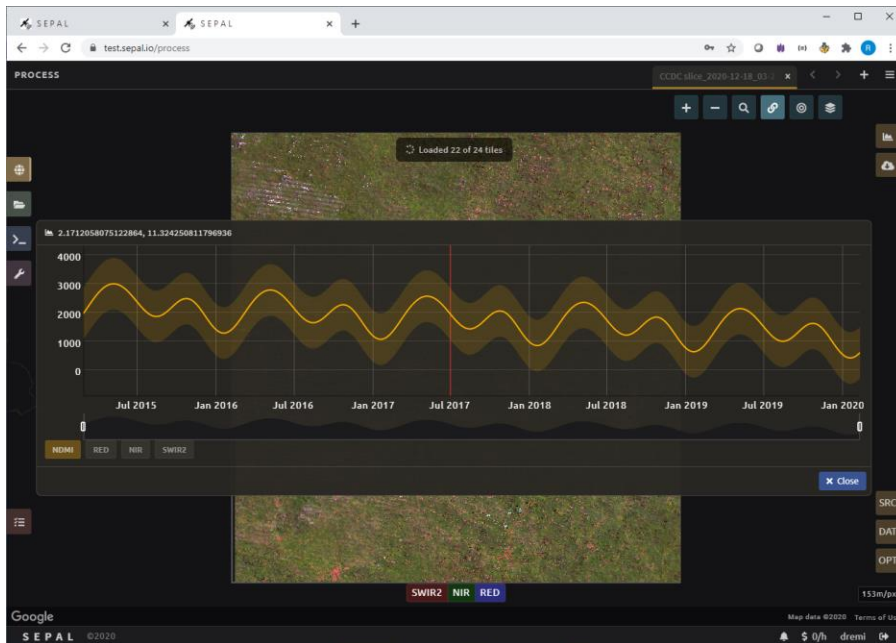 SEPAL
SEPAL
test.sepal.io/process
R
PROCESS
CCDC slice_2020-12-18_03-2
Loaded 22 of 24 tiles
2.1712058075122864, 11.324250811796936
4000
3000
2000
1000
0
Jul 2015 Jan 2016 Jul 2016 Jan 2017 Jul 2017 Jan 2018 Jul 2018 Jan 2019 Jul 2019 Jan 2020
NDMI RED NIR SWIR2
Close
SRC
DAT
OPT
SWIR2 NIR RED
153m/px
Google
Map data ©2020 Terms of Us
SEPAL ©2020
$ 0/h dremi